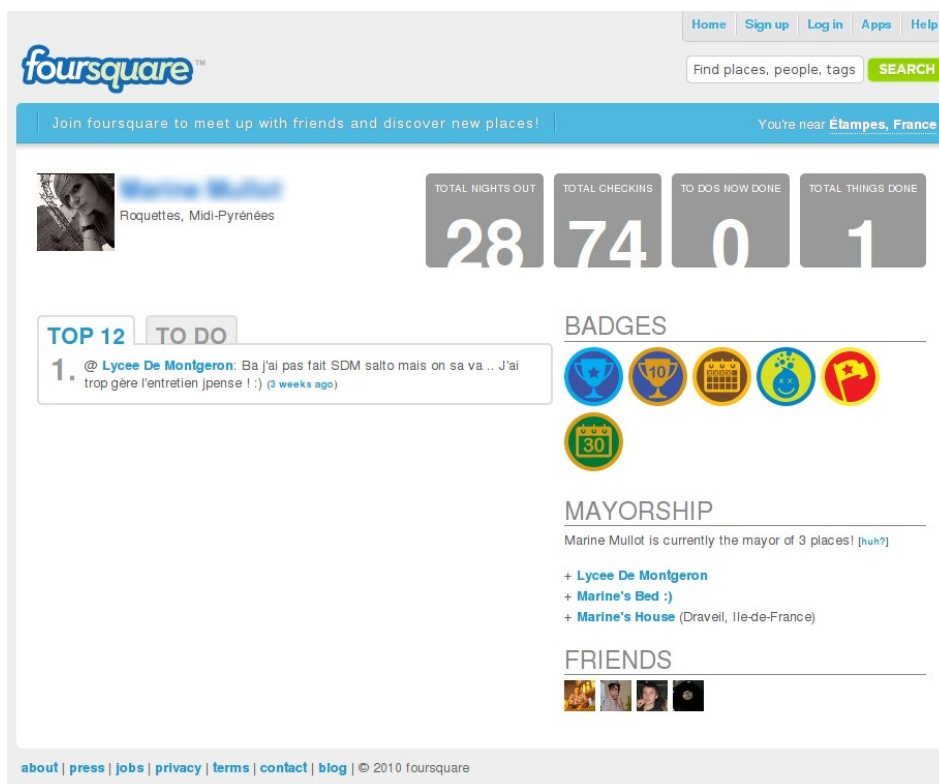 Home Sign up Log in Apps Help
foursquare™
Find places, people, tags SEARCH
Join foursquare to meet up with friends and discover new places!
You're near Étampes, France
Roquettes, Midi-Pyrénées
TOTAL NIGHTS OUT
28
TOTAL CHECKINS
74
TO DOS NOW DONE
0
TOTAL THINGS DONE
1
TOP 12 TO DO
1. @ Lycee De Montgeron: Ba j'ai pas fait SDM salto mais on sa va .. J'ai
trop gère l'entretien jpense ! :) (3 weeks ago)
BADGES
10
30
MAYORSHIP
Marine Mullot is currently the mayor of 3 places! [huh?]
+ Lycee De Montgeron
+ Marine's Bed :)
+ Marine's House (Draveil, Ile-de-France)
FRIENDS
about | press | jobs | privacy | terms | contact | blog | © 2010 foursquare